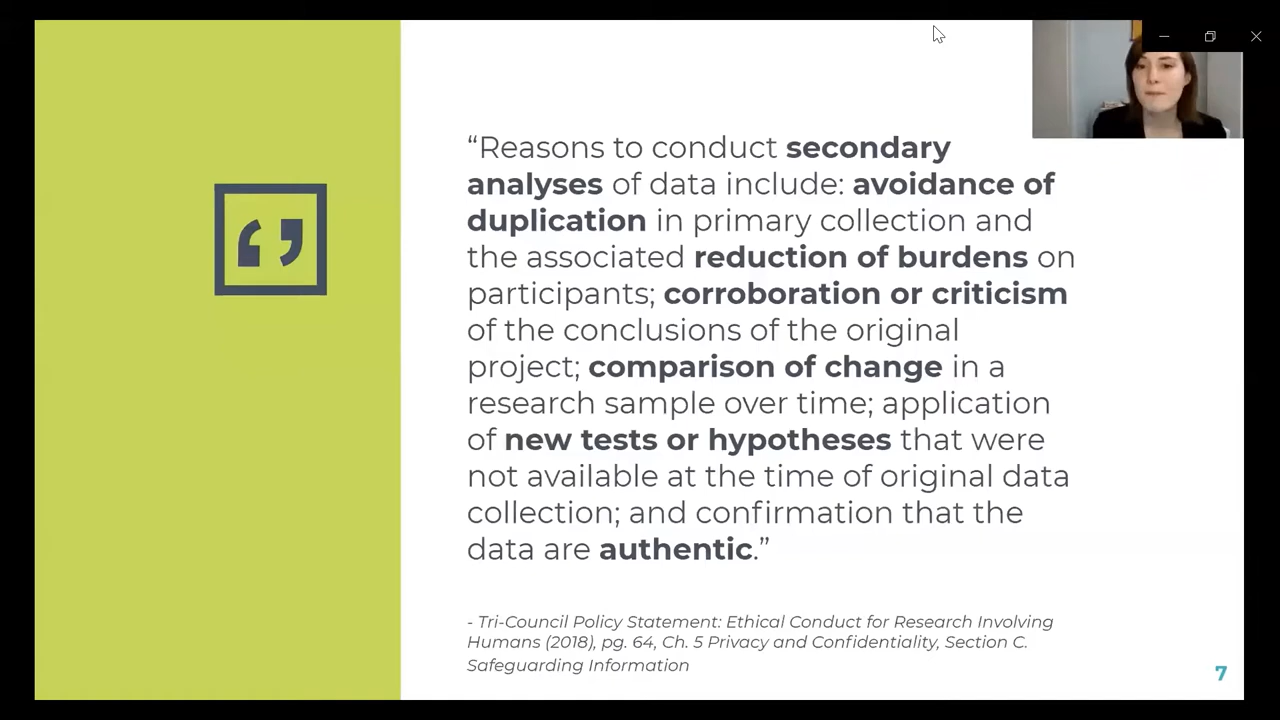 “Reasons to conduct secondary
analyses of data include: avoidance of
duplication in primary collection and
the associated reduction of burdens on
participants; corroboration or criticism
of the conclusions of the original
project; comparison of change in a
research sample over time; application
of new tests or hypotheses that were
not available at the time of original data
collection; and confirmation that the
data are authentic.”
- Tri-Council Policy Statement: Ethical Conduct for Research Involving
Humans (2018), pg. 64, Ch. 5 Privacy and Confidentiality, Section C.
Safeguarding Information
7